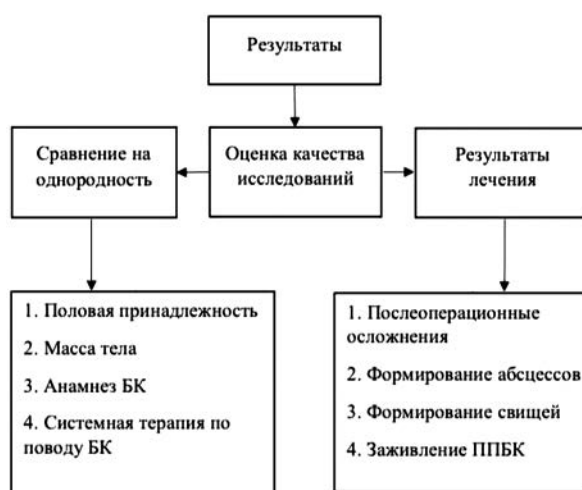 Результаты
Сравнение на
однородность
Оценка качества
исследований
Результаты
лечения
1. Половая принадлежность
2. Масса тела
3. Анамнез БК
4. Системная терапия по
поводу БК
1. Послеоперационные
осложнения
2. Формирование абсцессов
3. Формирование свищей
4. Заживление ППБК